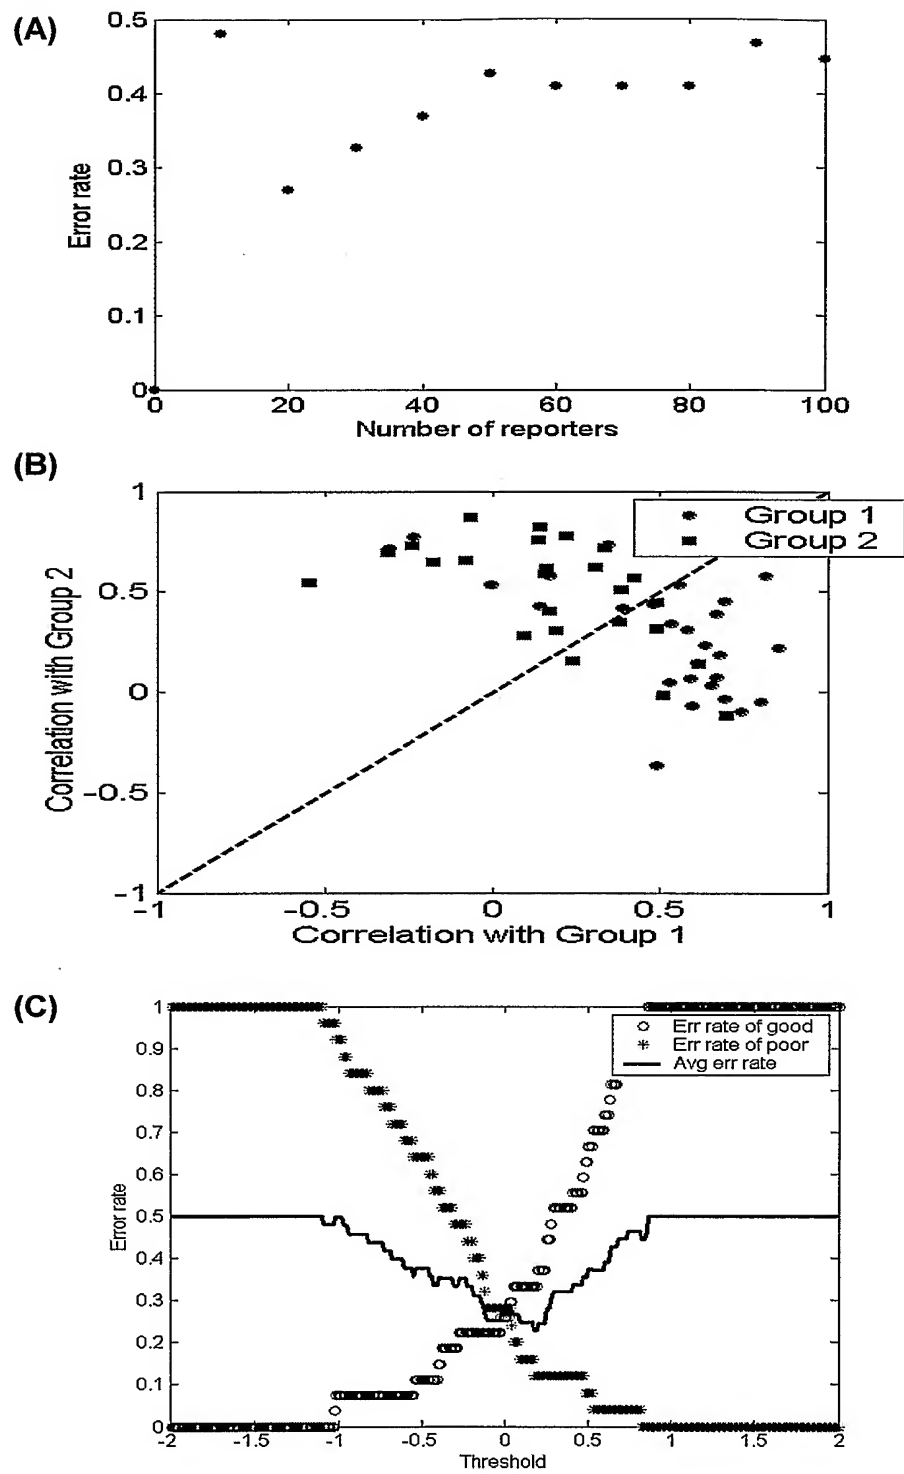 (A)
0.5
0.4
0.3
0.2
0.1
0
Error rate
0 20 40 60 80 100
Number of reporters
(B)
1
0.5
0
-0.5
-1
Correlation with Group 2
Group 1
Group 2
-1 -0.5 0 0.5 1
Correlation with Group 1
(C)
1
0.9
0.8
0.7
0.6
0.5
0.4
0.3
0.2
0.1
0
Error rate
Err rate of good
Err rate of poor
Avg err rate
-2 -1.5 -1 -0.5 0 0.5 1 1.5 2
Threshold